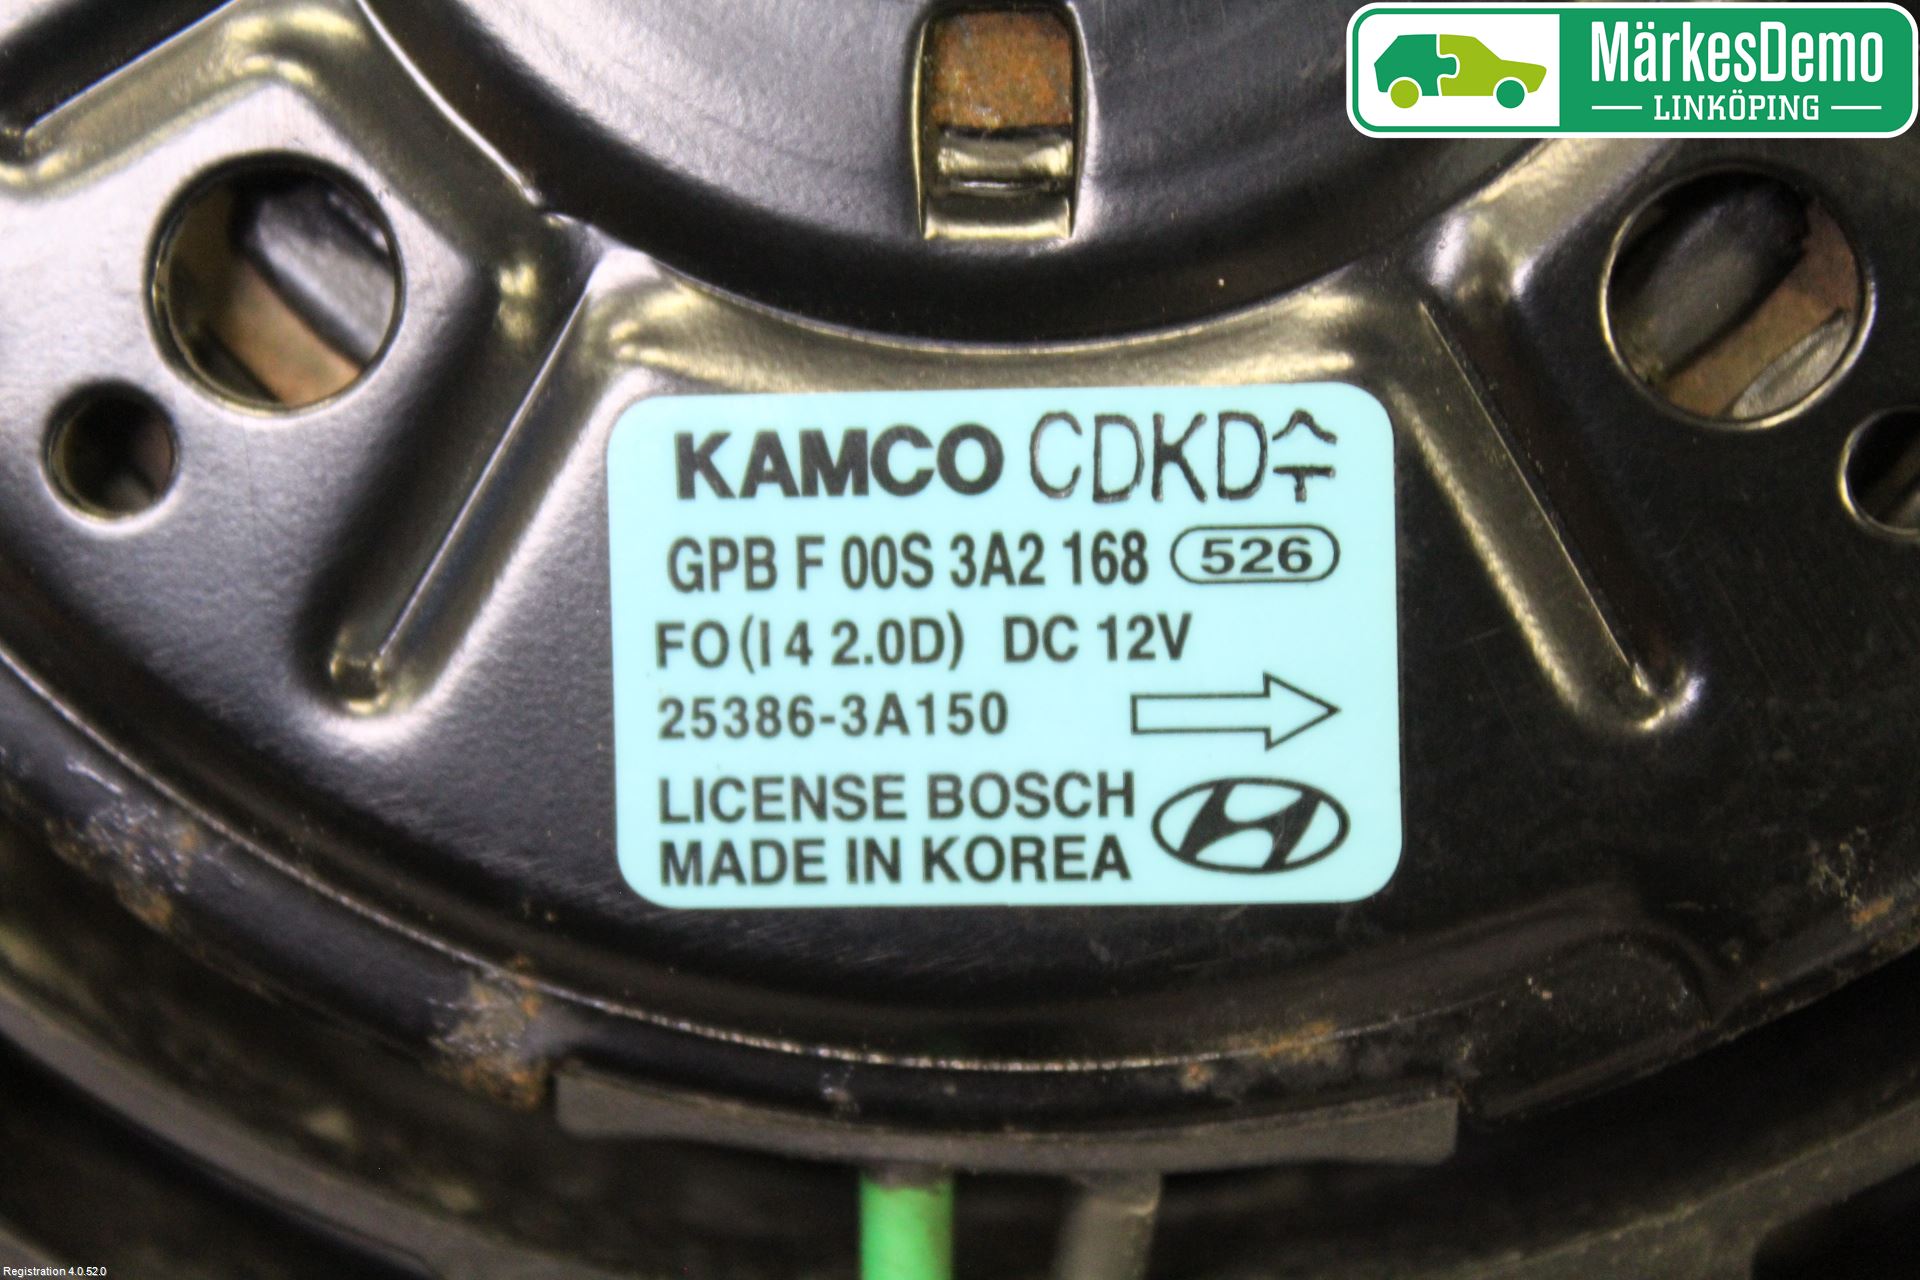 MärkesDemo
LINKÖPING
KAMCO CDKD수
GPB F 00S 3A2 168 526
FO(I4 2.0D) DC 12V
25386-3A150
LICENSE BOSCH
MADE IN KOREA
Registration 4.0.52.0